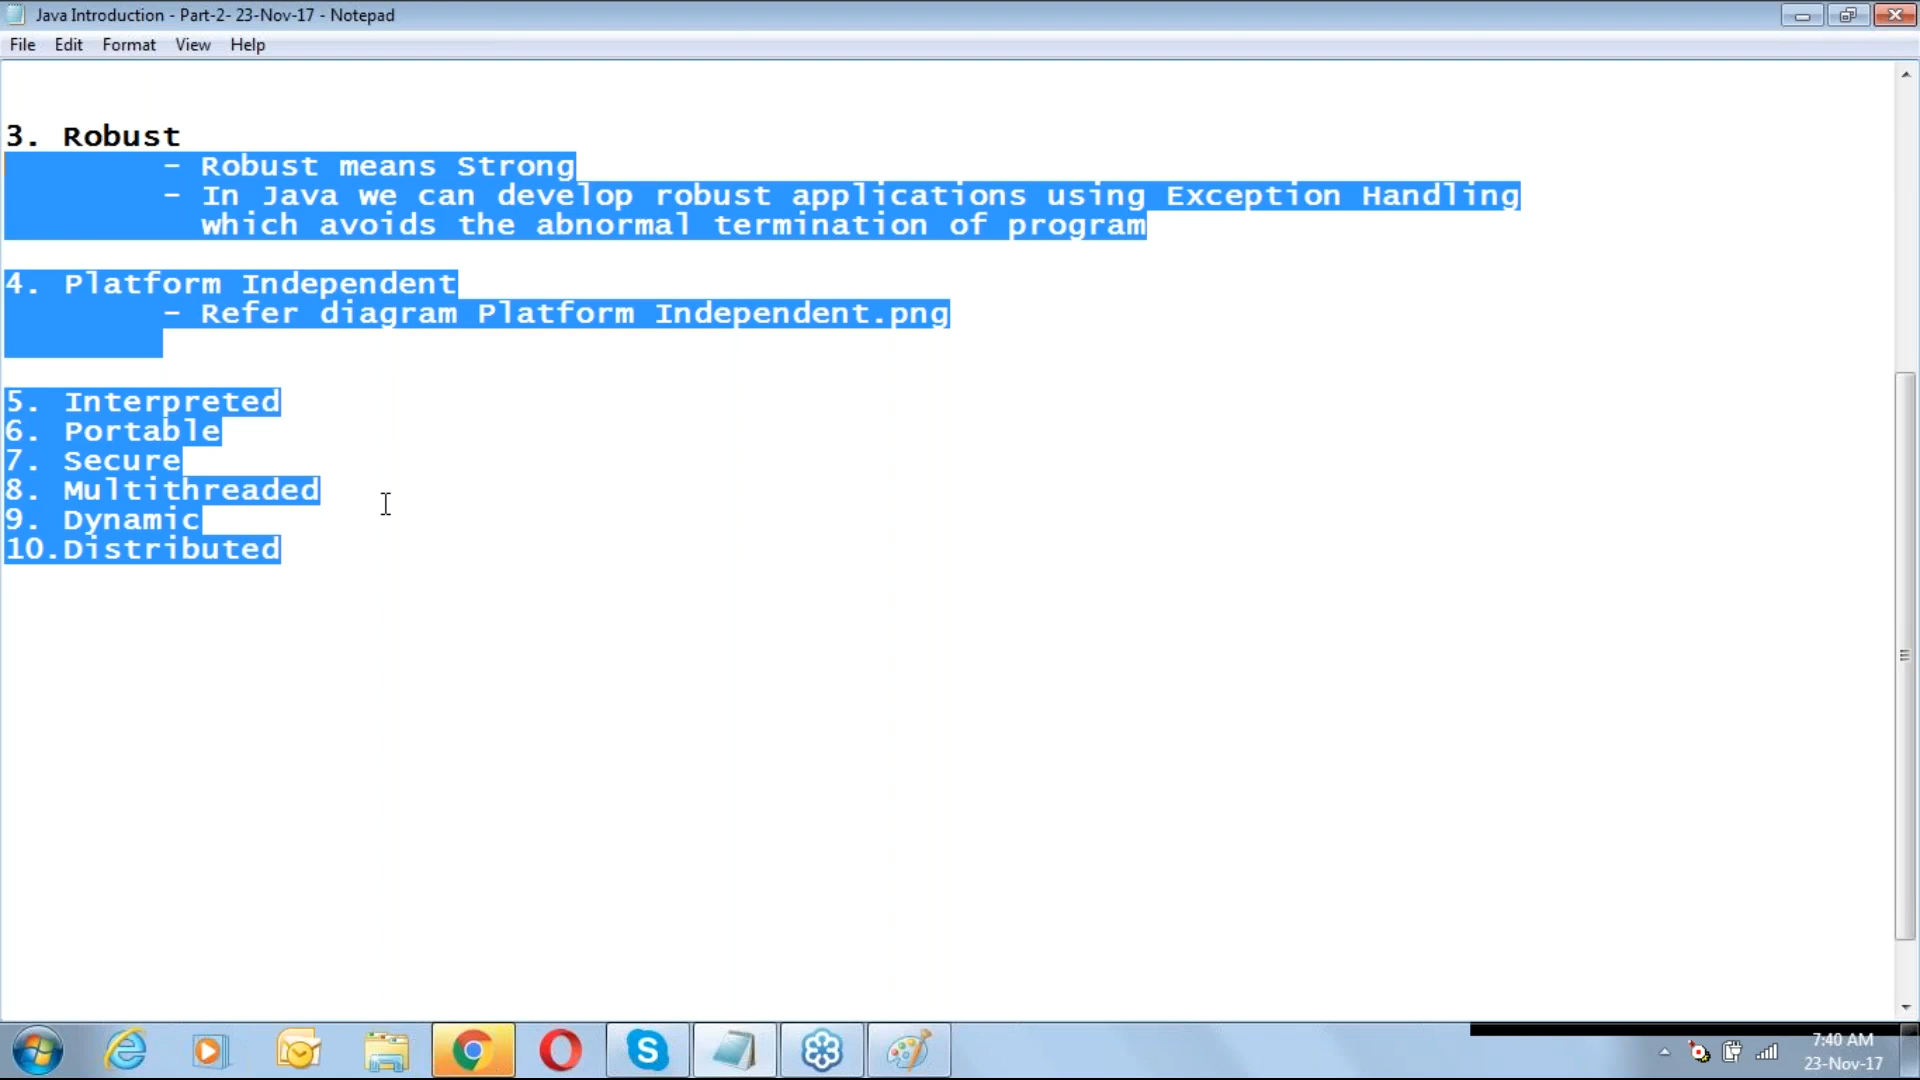 Java Introduction - Part-2- 23-Nov-17 - Notepad
File Edit Format View Help
3. Robust
- Robust means Strong
- In Java we can develop robust applications using Exception Handling
which avoids the abnormal termination of program
4. Platform Independent
- Refer diagram Platform Independent.png
5. Interpreted
6. Portable
7. Secure
8. Multithreaded
9. Dynamic
10.Distributed
7:40 AM
23-Nov-17